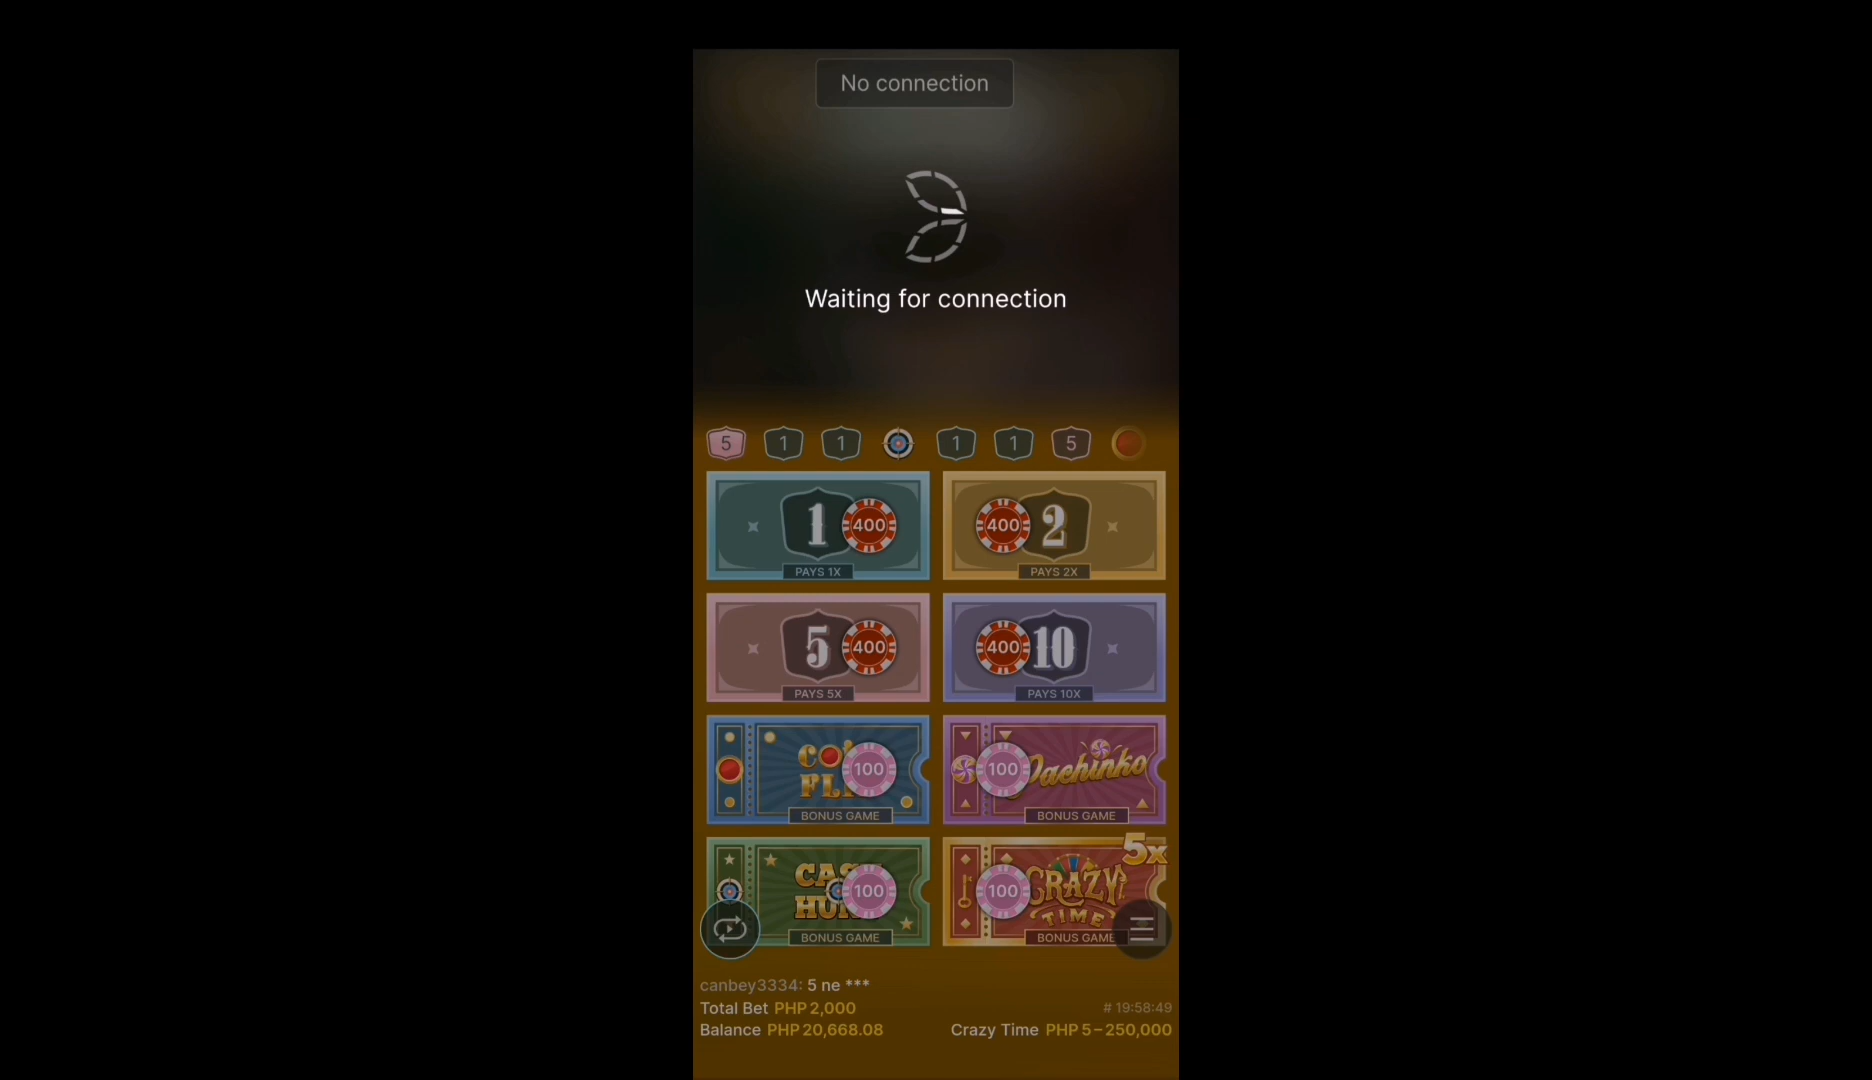 No connection
Waiting for connection
5 1 1 1 1 5
1 400 400 2
PAYS 1X PAYS 2X
5 400 400 10
PAYS 5X PAYS 10X
100 100 Pachinko
BONUS GAME BONUS GAME
5x
100 100 CRAZY
TIME
BONUS GAME BONUS GAME
canbey3334: 5 ne ***
Total Bet PHP 2,000 # 19:58:49
Balance PHP 20,668.08 Crazy Time PHP 5–250,000